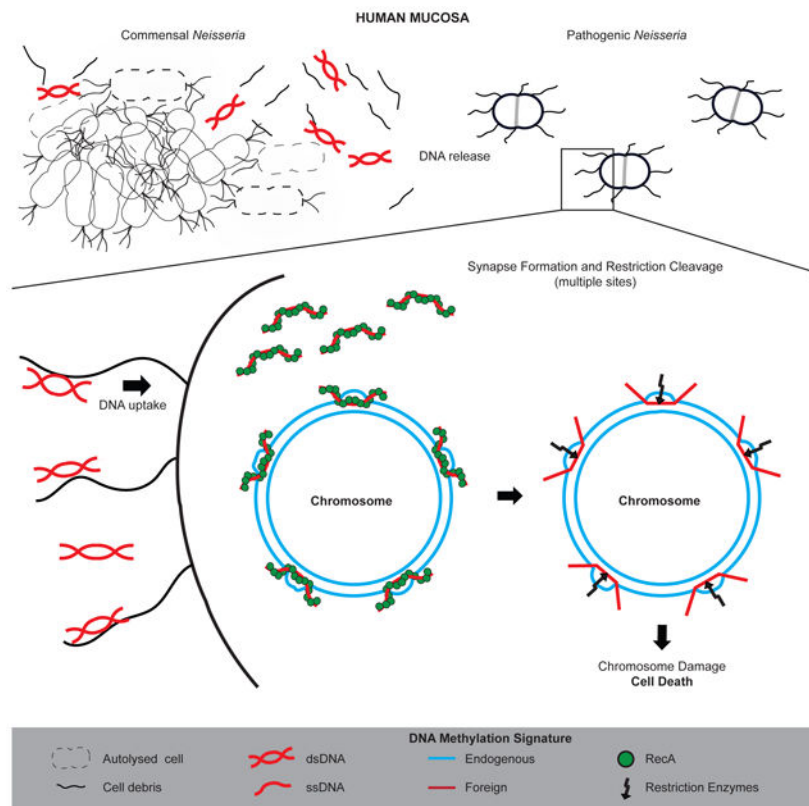 HUMAN MUCOSA
Commensal Neisseria
Pathogenic Neisseria
DNA release
Synapse Formation and Restriction Cleavage
(multiple sites)
DNA uptake
Chromosome
Chromosome
Chromosome Damage
Cell Death
DNA Methylation Signature
Autolysed cell
dsDNA
Endogenous
RecA
Cell debris
ssDNA
Foreign
Restriction Enzymes